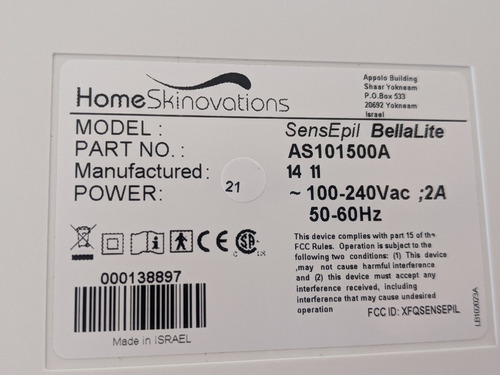 HomeSkinovations
Appolo Building
Shaar Yokneam
P.O.Box 533
20692 Yokneam
Israel
MODEL : SensEpil BellaLite
PART NO. : AS101500A
Manufactured : 14 11
21
POWER: ~ 100-240Vac ;2A
50-60Hz
CE
This device complies with part 15 of the
FCC Rules. Operation is subject to the
following two conditions: (1) This device
,may not cause harmful interference
and (2) this device must accept any
interference received, including
interference that may cause undesired
operation
FCC ID: XFQSENSEPIL
000138897
Made in ISRAEL
LB102023A